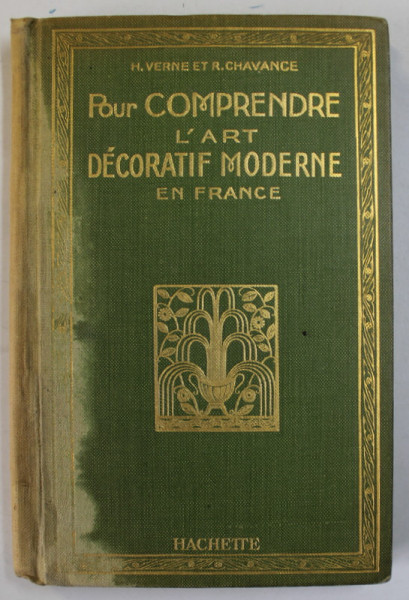 H. VERNE ET R. CHAVANCE
POUR COMPRENDRE
L'ART
DÉCORATIF MODERNE
EN FRANCE
HACHETTE